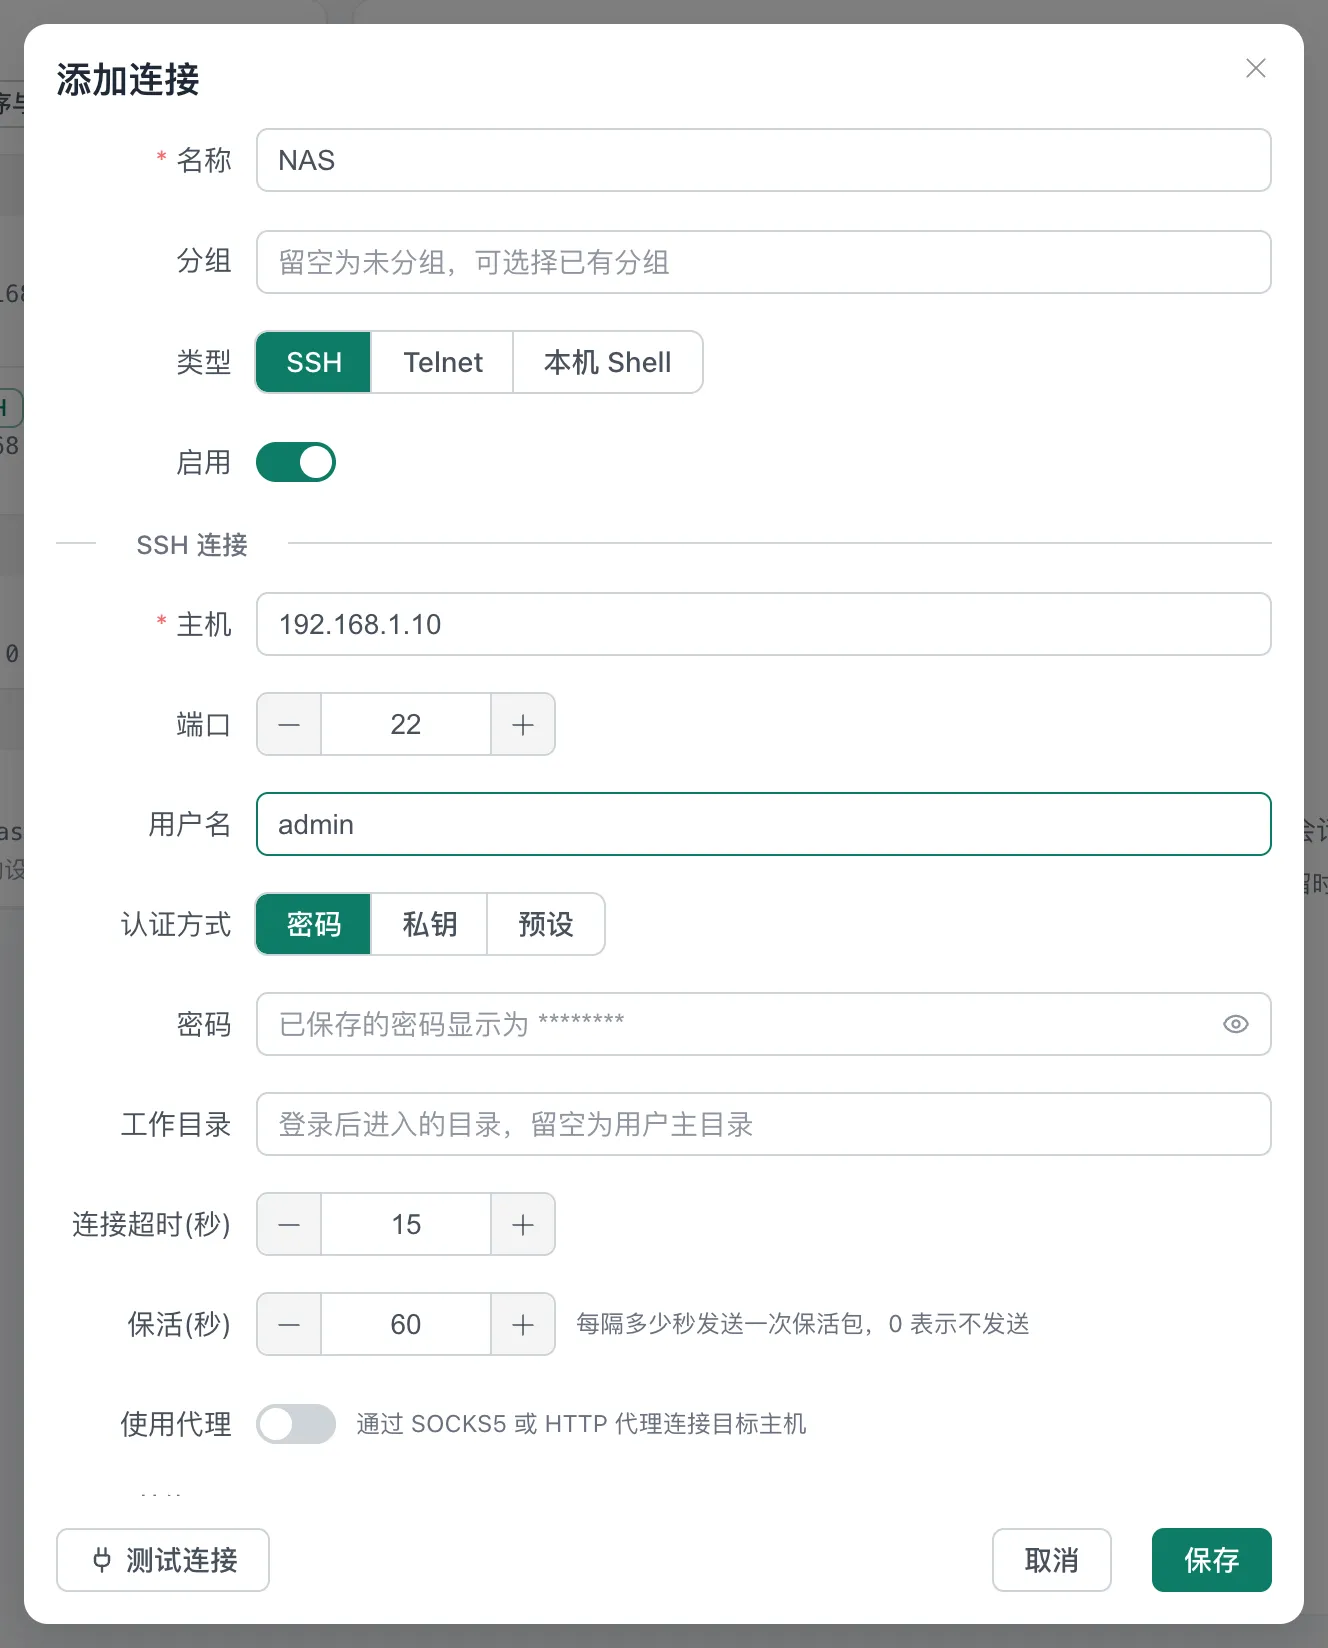 添加连接
* 名称 NAS
分组 留空为未分组，可选择已有分组
类型 SSH Telnet 本机 Shell
启用
SSH 连接
* 主机 192.168.1.10
端口 22
用户名 admin
认证方式 密码 私钥 预设
密码 已保存的密码显示为 ********
工作目录 登录后进入的目录，留空为用户主目录
连接超时(秒) 15
保活(秒) 60 每隔多少秒发送一次保活包，0 表示不发送
使用代理 通过 SOCKS5 或 HTTP 代理连接目标主机
测试连接 取消 保存